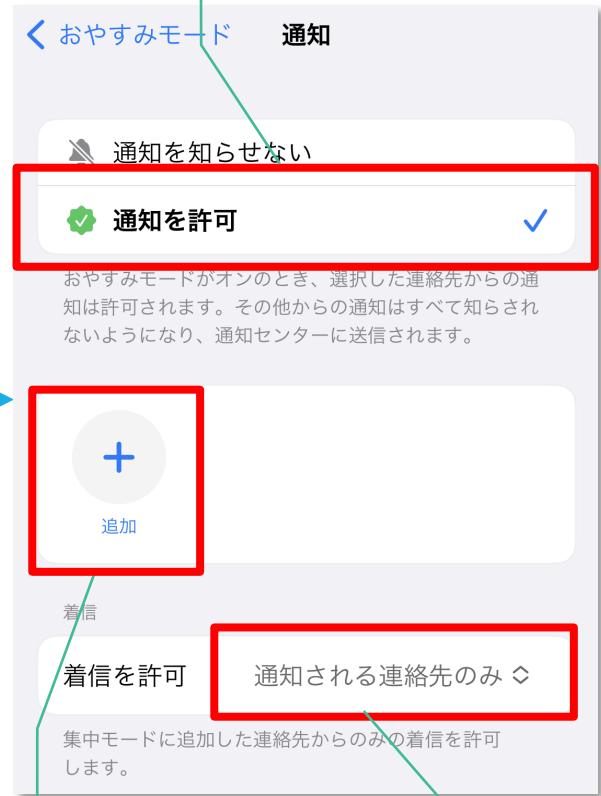 おやすみモード 通知
通知を知らせない
通知を許可
おやすみモードがオンのとき、選択した連絡先からの通
知は許可されます。その他からの通知はすべて知らされ
ないようになり、通知センターに送信されます。
追加
着信
着信を許可 通知される連絡先のみ
集中モードに追加した連絡先からのみの着信を許可
します。